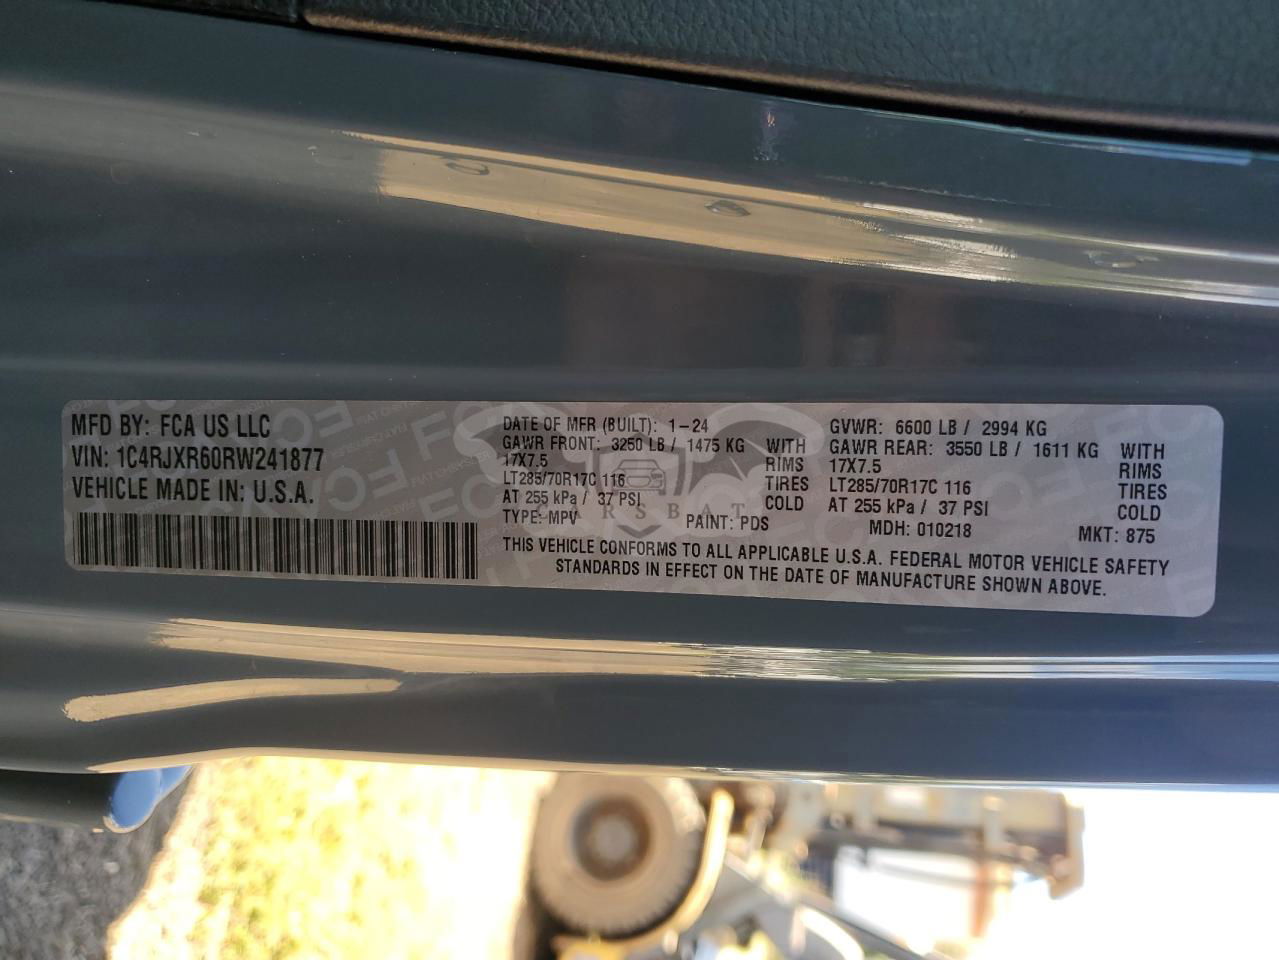 MFD BY: FCA US LLC
VIN: 1C4RJXR60RW241877
VEHICLE MADE IN: U.S.A.
DATE OF MFR (BUILT): 1-24
GAWR FRONT: 3250 LB / 1475 KG WITH
17X7.5 RIMS
LT285/70R17C 116 TIRES
AT 255 kPa / 37 PSI COLD
TYPE: MPV PAINT: PDS
GVWR: 6600 LB / 2994 KG
GAWR REAR: 3550 LB / 1611 KG WITH
17X7.5 RIMS
LT285/70R17C 116 TIRES
AT 255 kPa / 37 PSI COLD
MDH: 010218 MKT: 875
THIS VEHICLE CONFORMS TO ALL APPLICABLE U.S.A. FEDERAL MOTOR VEHICLE SAFETY
STANDARDS IN EFFECT ON THE DATE OF MANUFACTURE SHOWN ABOVE.
CARSBAT